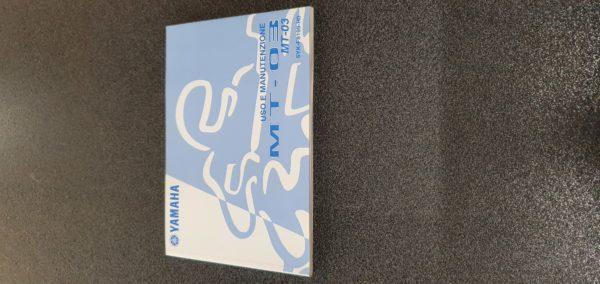 YAMAHA
USO E MANUTENZIONE
MT-03
MT-03